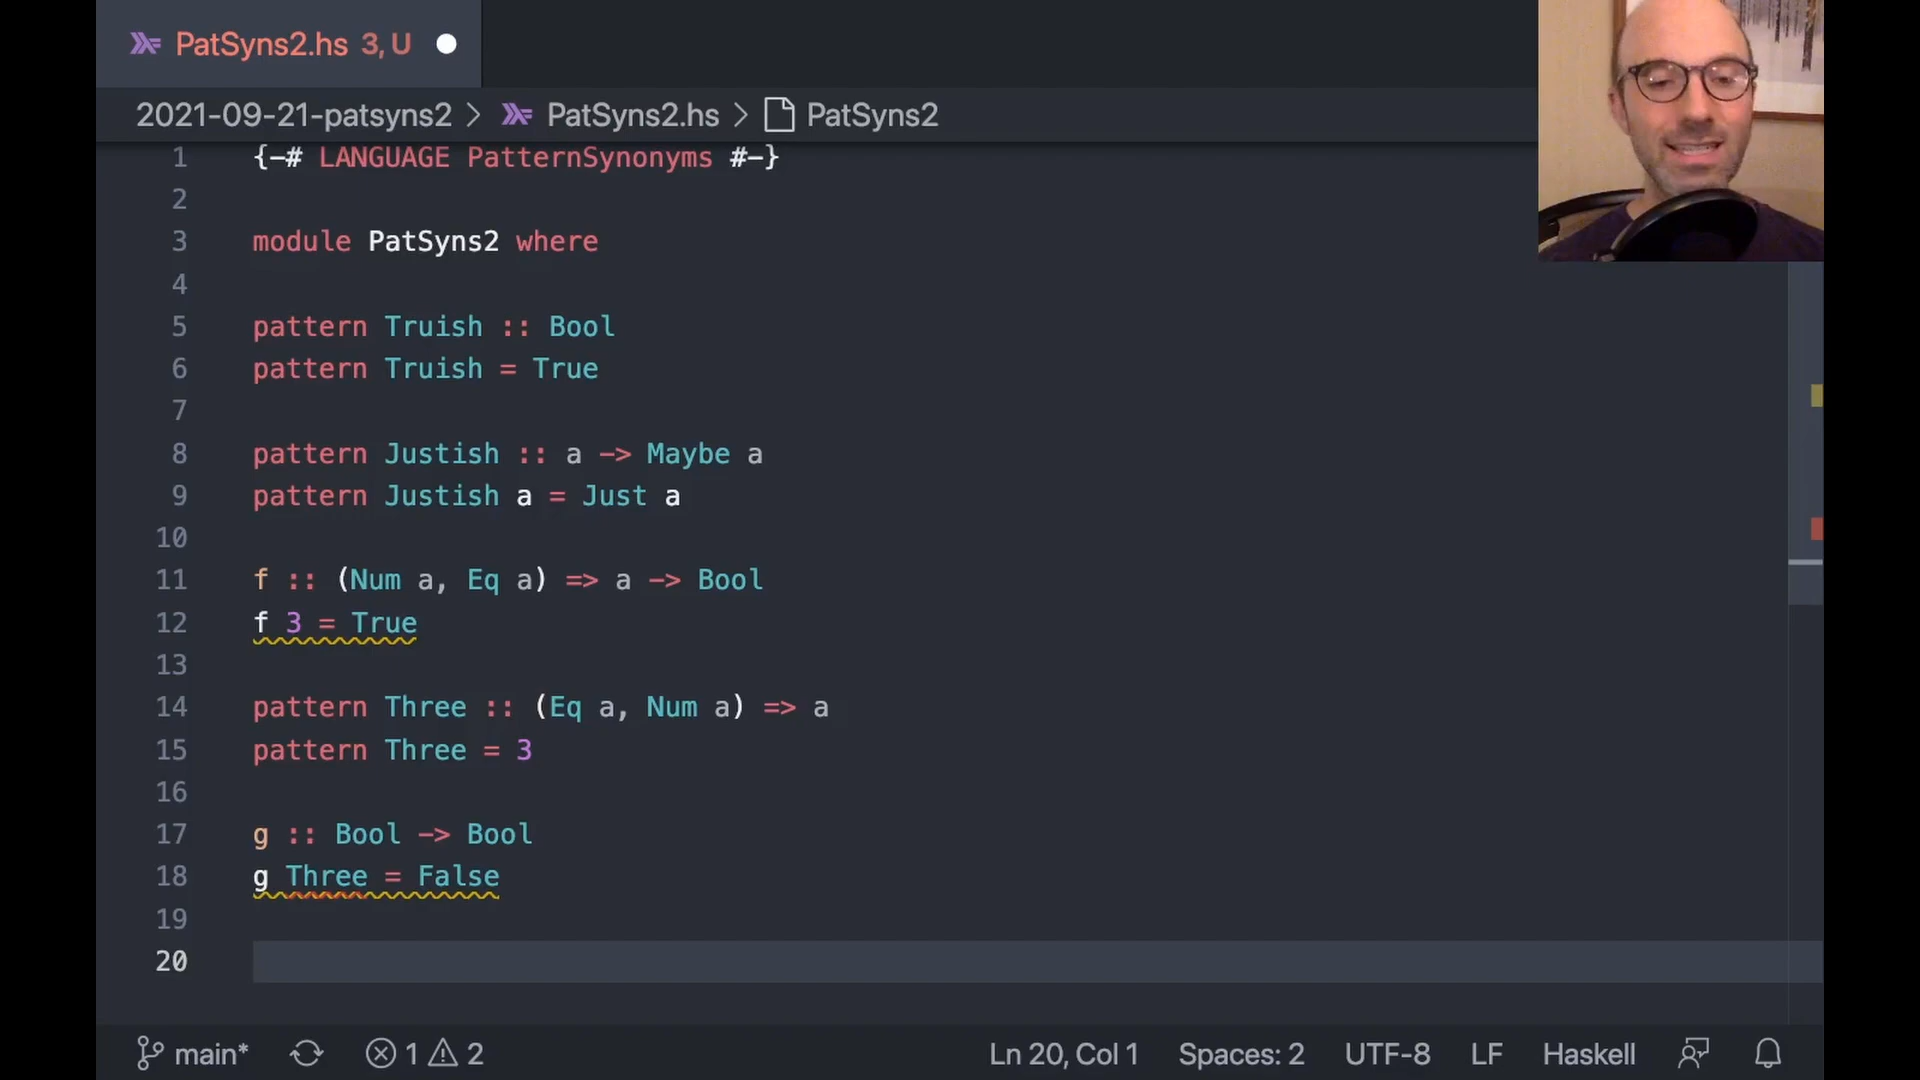 PatSyns2.hs 3, U
2021-09-21-patsyns2 > PatSyns2.hs > PatSyns2
1 {-# LANGUAGE PatternSynonyms #-}
2
3 module PatSyns2 where
4
5 pattern Truish :: Bool
6 pattern Truish = True
7
8 pattern Justish :: a -> Maybe a
9 pattern Justish a = Just a
10
11 f :: (Num a, Eq a) => a -> Bool
12 f 3 = True
13
14 pattern Three :: (Eq a, Num a) => a
15 pattern Three = 3
16
17 g :: Bool -> Bool
18 g Three = False
19
20
main* 1 2 Ln 20, Col 1 Spaces: 2 UTF-8 LF Haskell